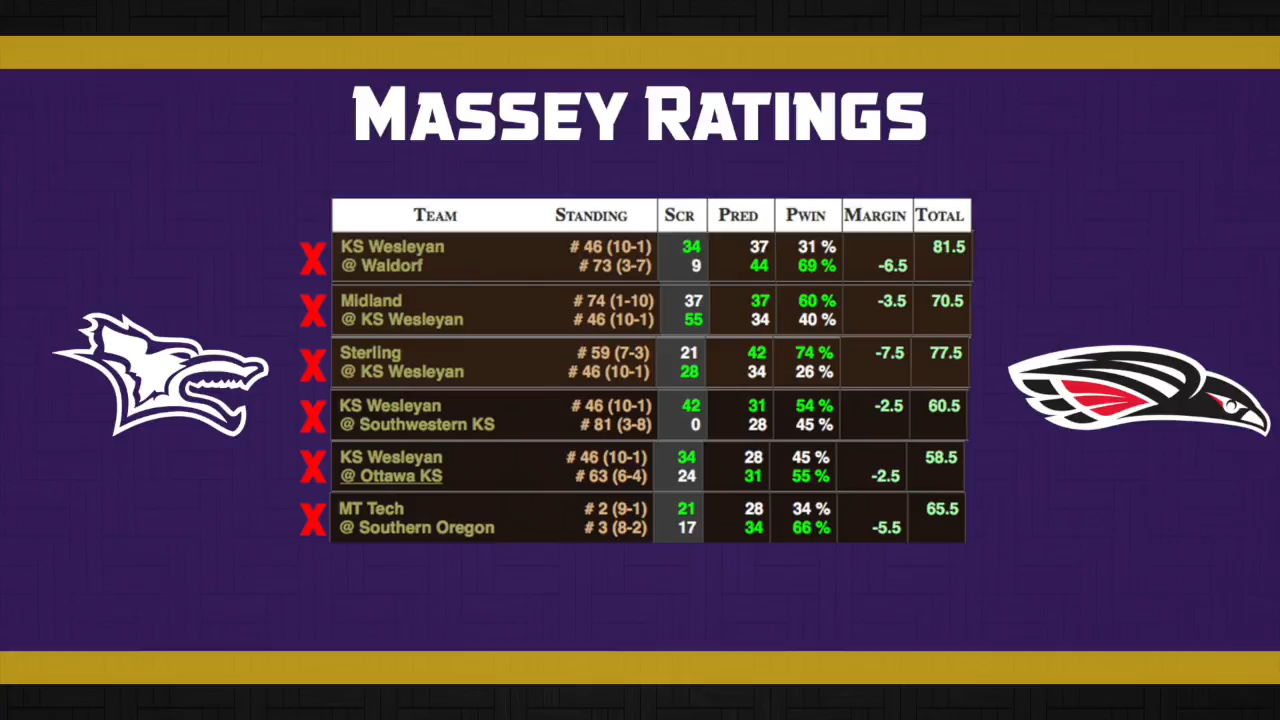 MASSEY RATINGS
TEAM STANDING SCR PRED PWIN MARGIN TOTAL
X KS Wesleyan # 46 (10-1) 34 37 31 % 81.5
@ Waldorf # 73 (3-7) 9 44 69 % -6.5
X Midland # 74 (1-10) 37 37 60 % -3.5 70.5
@ KS Wesleyan # 46 (10-1) 55 34 40 %
X Sterling # 59 (7-3) 21 42 74 % -7.5 77.5
@ KS Wesleyan # 46 (10-1) 28 34 26 %
X KS Wesleyan # 46 (10-1) 42 31 54 % -2.5 60.5
@ Southwestern KS # 81 (3-8) 0 28 45 %
X KS Wesleyan # 46 (10-1) 34 28 45 % 58.5
@ Ottawa KS # 63 (6-4) 24 31 55 % -2.5
X MT Tech # 2 (9-1) 21 28 34 % 65.5
@ Southern Oregon # 3 (8-2) 17 34 66 % -5.5